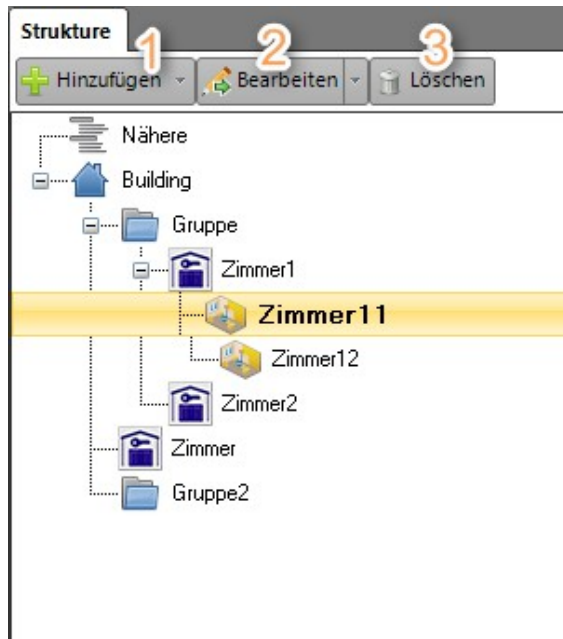 Strukture
1 2 3
Hinzufügen Bearbeiten Löschen
Nähere
Building
Gruppe
Zimmer1
Zimmer11
Zimmer12
Zimmer2
Zimmer
Gruppe2